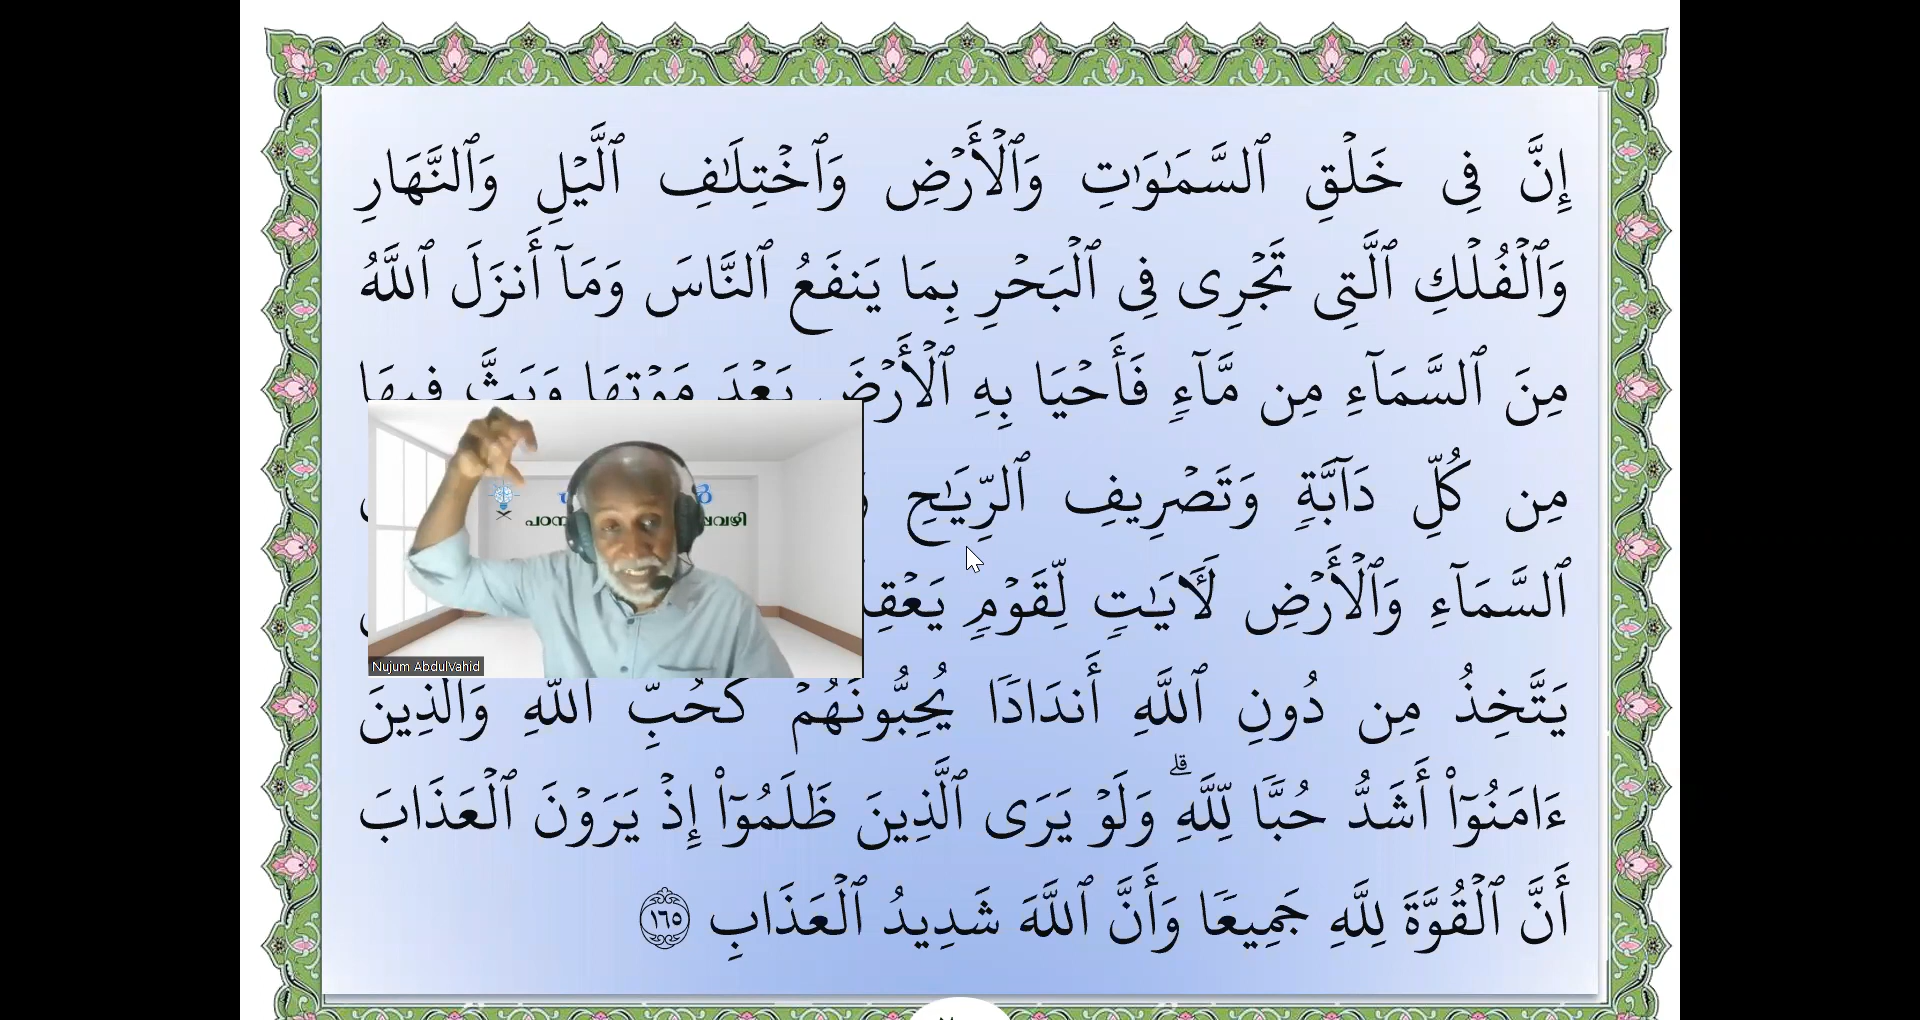 إِنَّ فِى خَلْقِ ٱلسَّمَٰوَٰتِ وَٱلْأَرْضِ وَٱخْتِلَٰفِ ٱلَّيْلِ وَٱلنَّهَارِ
وَٱلْفُلْكِ ٱلَّتِى تَجْرِى فِى ٱلْبَحْرِ بِمَا يَنفَعُ ٱلنَّاسَ وَمَآ أَنزَلَ ٱللَّهُ
مِنَ ٱلسَّمَآءِ مِن مَّآءٍ فَأَحْيَا بِهِ ٱلْأَرْضَ بَعْدَ مَوْتِهَا وَبَثَّ فِيهَا
مِن كُلِّ دَآبَّةٍ وَتَصْرِيفِ ٱلرِّيَٰحِ
ٱلسَّمَآءِ وَٱلْأَرْضِ لَأٓيَٰتٍ لِّقَوْمٍ
يَتَّخِذُ مِن دُونِ ٱللَّهِ أَندَادًا يُحِبُّونَهُمْ كَحُبِّ ٱللَّهِ وَٱلَّذِينَ
ءَامَنُوٓا۟ أَشَدُّ حُبًّا لِّلَّهِ ۗ وَلَوْ يَرَى ٱلَّذِينَ ظَلَمُوٓا۟ إِذْ يَرَوْنَ ٱلْعَذَابَ
أَنَّ ٱلْقُوَّةَ لِلَّهِ جَمِيعًا وَأَنَّ ٱللَّهَ شَدِيدُ ٱلْعَذَابِ ١٦٥
Nujum AbdulVahid